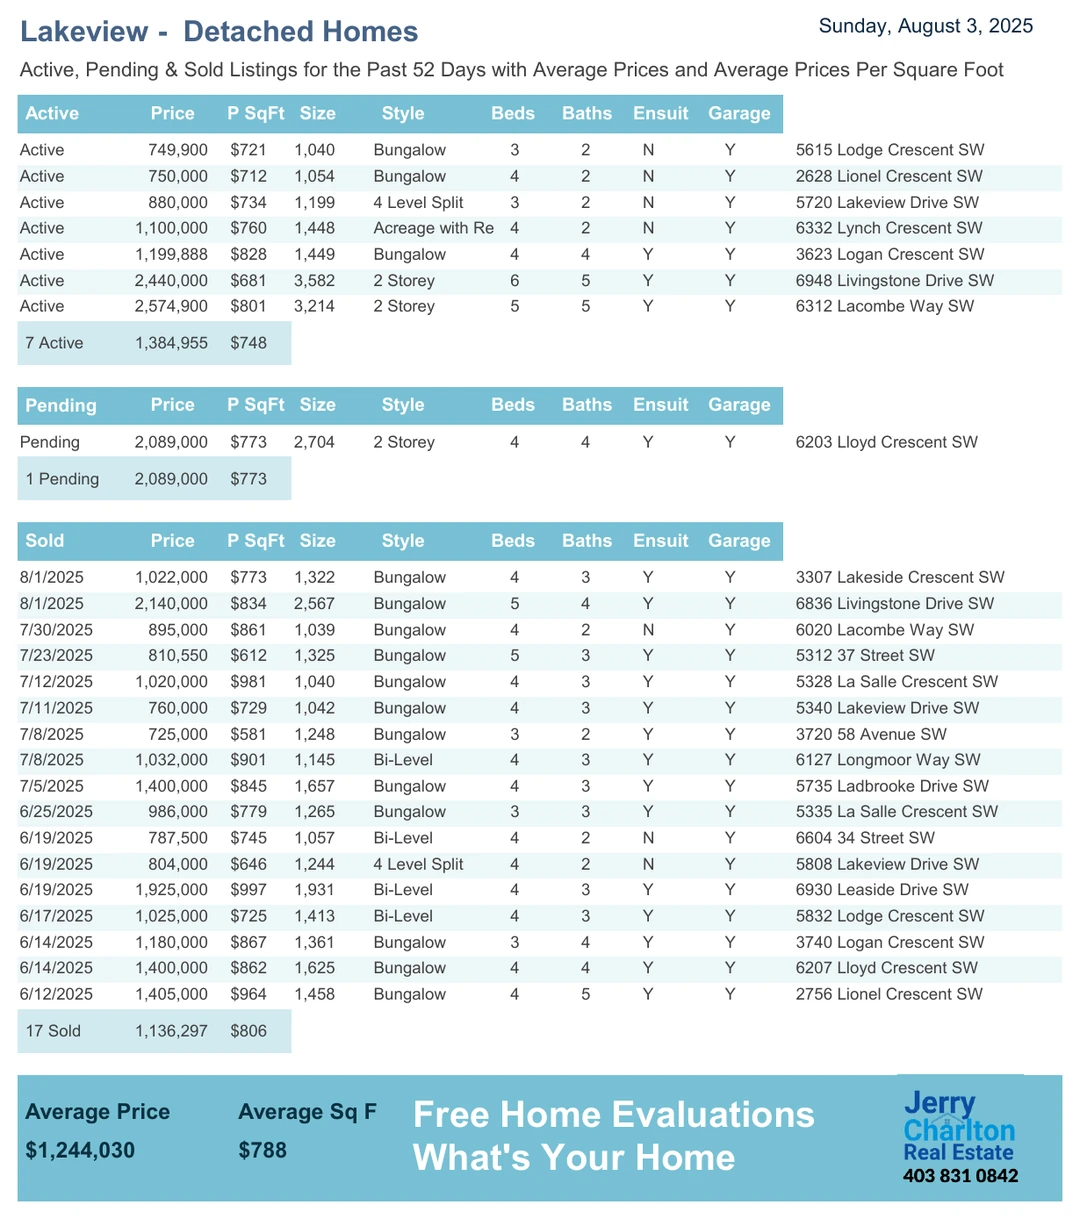 Lakeview - Detached Homes
Sunday, August 3, 2025
Active, Pending & Sold Listings for the Past 52 Days with Average Prices and Average Prices Per Square Foot
Active Price P SqFt Size Style Beds Baths Ensuit Garage
Active 749,900 $721 1,040 Bungalow 3 2 N Y 5615 Lodge Crescent SW
Active 750,000 $712 1,054 Bungalow 4 2 N Y 2628 Lionel Crescent SW
Active 880,000 $734 1,199 4 Level Split 3 2 N Y 5720 Lakeview Drive SW
Active 1,100,000 $760 1,448 Acreage with Re 4 2 N Y 6332 Lynch Crescent SW
Active 1,199,888 $828 1,449 Bungalow 4 4 Y Y 3623 Logan Crescent SW
Active 2,440,000 $681 3,582 2 Storey 6 5 Y Y 6948 Livingstone Drive SW
Active 2,574,900 $801 3,214 2 Storey 5 5 Y Y 6312 Lacombe Way SW
7 Active 1,384,955 $748
Pending Price P SqFt Size Style Beds Baths Ensuit Garage
Pending 2,089,000 $773 2,704 2 Storey 4 4 Y Y 6203 Lloyd Crescent SW
1 Pending 2,089,000 $773
Sold Price P SqFt Size Style Beds Baths Ensuit Garage
8/1/2025 1,022,000 $773 1,322 Bungalow 4 3 Y Y 3307 Lakeside Crescent SW
8/1/2025 2,140,000 $834 2,567 Bungalow 5 4 Y Y 6836 Livingstone Drive SW
7/30/2025 895,000 $861 1,039 Bungalow 4 2 N Y 6020 Lacombe Way SW
7/23/2025 810,550 $612 1,325 Bungalow 5 3 Y Y 5312 37 Street SW
7/12/2025 1,020,000 $981 1,040 Bungalow 4 3 Y Y 5328 La Salle Crescent SW
7/11/2025 760,000 $729 1,042 Bungalow 4 3 Y Y 5340 Lakeview Drive SW
7/8/2025 725,000 $581 1,248 Bungalow 3 2 Y Y 3720 58 Avenue SW
7/8/2025 1,032,000 $901 1,145 Bi-Level 4 3 Y Y 6127 Longmoor Way SW
7/5/2025 1,400,000 $845 1,657 Bungalow 4 3 Y Y 5735 Ladbrooke Drive SW
6/25/2025 986,000 $779 1,265 Bungalow 3 3 Y Y 5335 La Salle Crescent SW
6/19/2025 787,500 $745 1,057 Bi-Level 4 2 N Y 6604 34 Street SW
6/19/2025 804,000 $646 1,244 4 Level Split 4 2 N Y 5808 Lakeview Drive SW
6/19/2025 1,925,000 $997 1,931 Bi-Level 4 3 Y Y 6930 Leaside Drive SW
6/17/2025 1,025,000 $725 1,413 Bi-Level 4 3 Y Y 5832 Lodge Crescent SW
6/14/2025 1,180,000 $867 1,361 Bungalow 3 4 Y Y 3740 Logan Crescent SW
6/14/2025 1,400,000 $862 1,625 Bungalow 4 4 Y Y 6207 Lloyd Crescent SW
6/12/2025 1,405,000 $964 1,458 Bungalow 4 5 Y Y 2756 Lionel Crescent SW
17 Sold 1,136,297 $806
Average Price Average Sq F
$1,244,030 $788
Free Home Evaluations
What's Your Home
Jerry
Charlton
Real Estate
403 831 0842